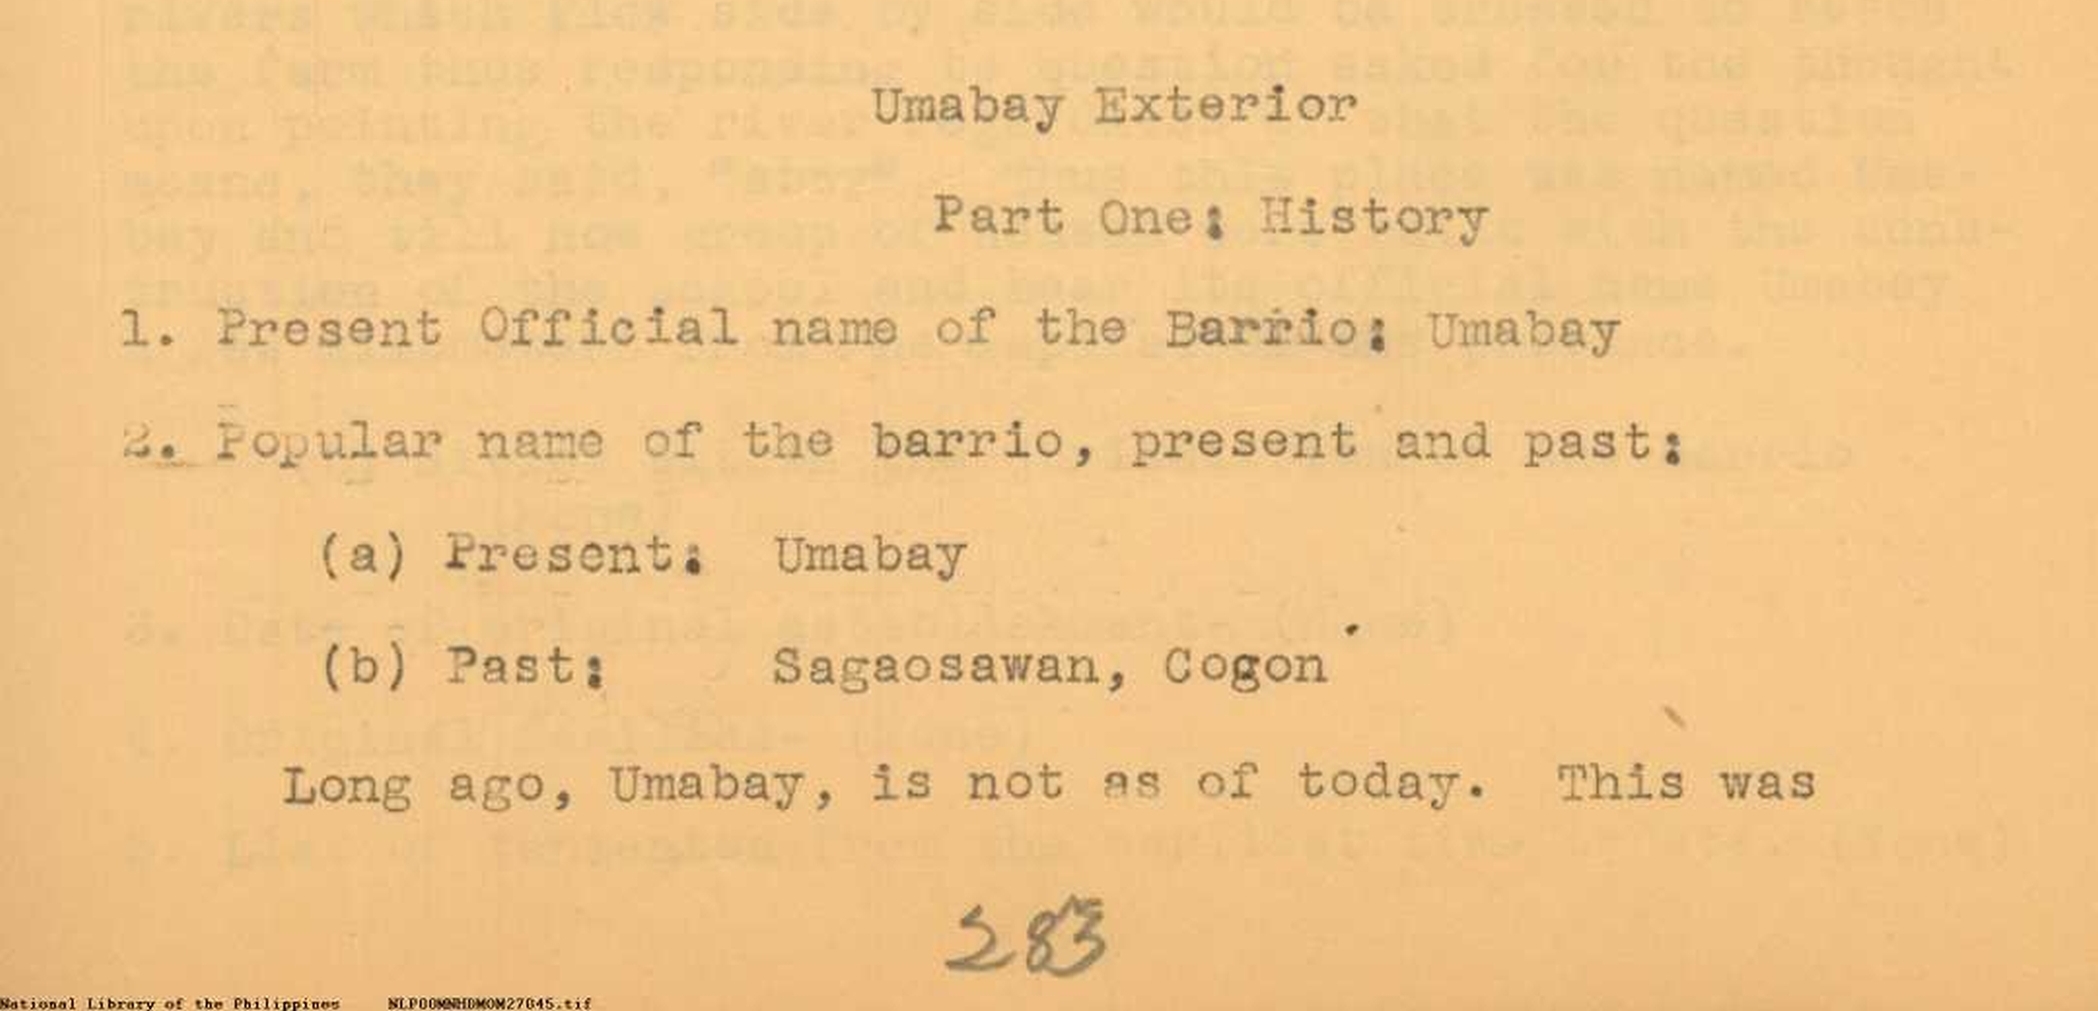 Umabay Exterior
Part One: History
1. Present Official name of the Barrio: Umabay
2. Popular name of the barrio, present and past:
(a) Present: Umabay
(b) Past: Sagaosawan, Cogon
Long ago, Umabay, is not as of today. This was
283
National Library of the Philippines NLPO0MNHDMOM27045.tif